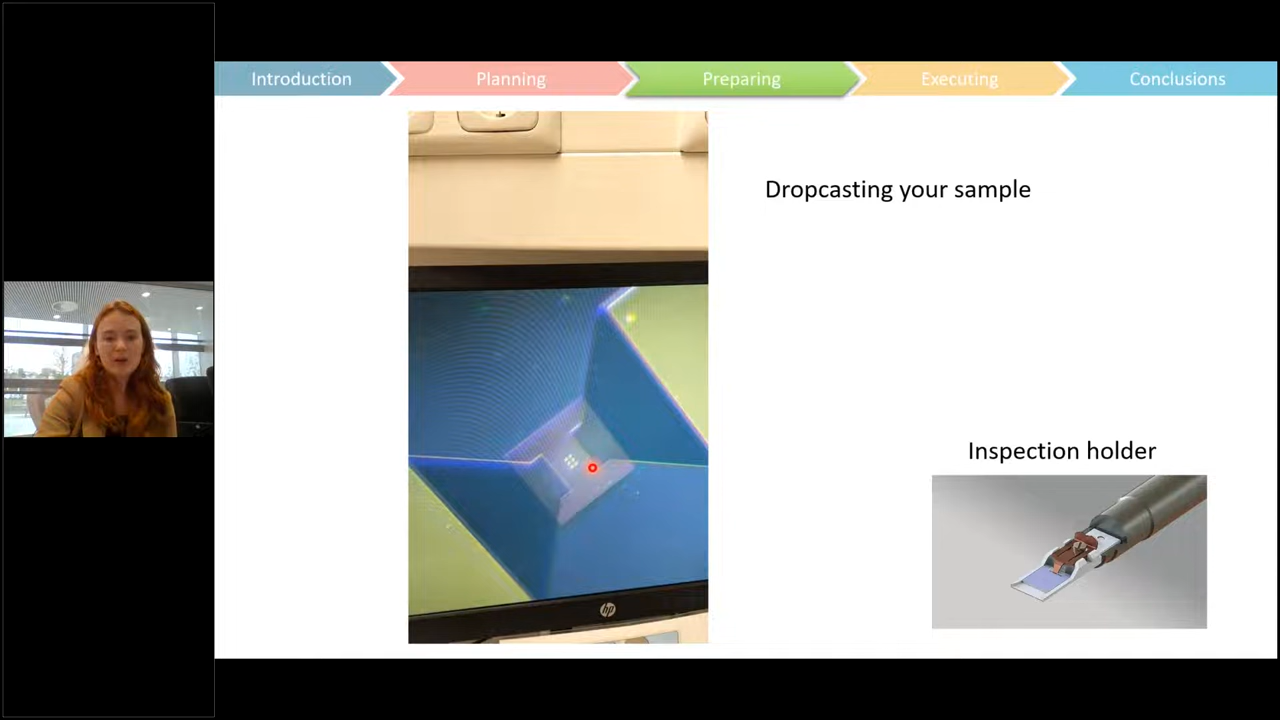 Introduction
Planning
Preparing
Executing
Conclusions
Dropcasting your sample
Inspection holder
hp